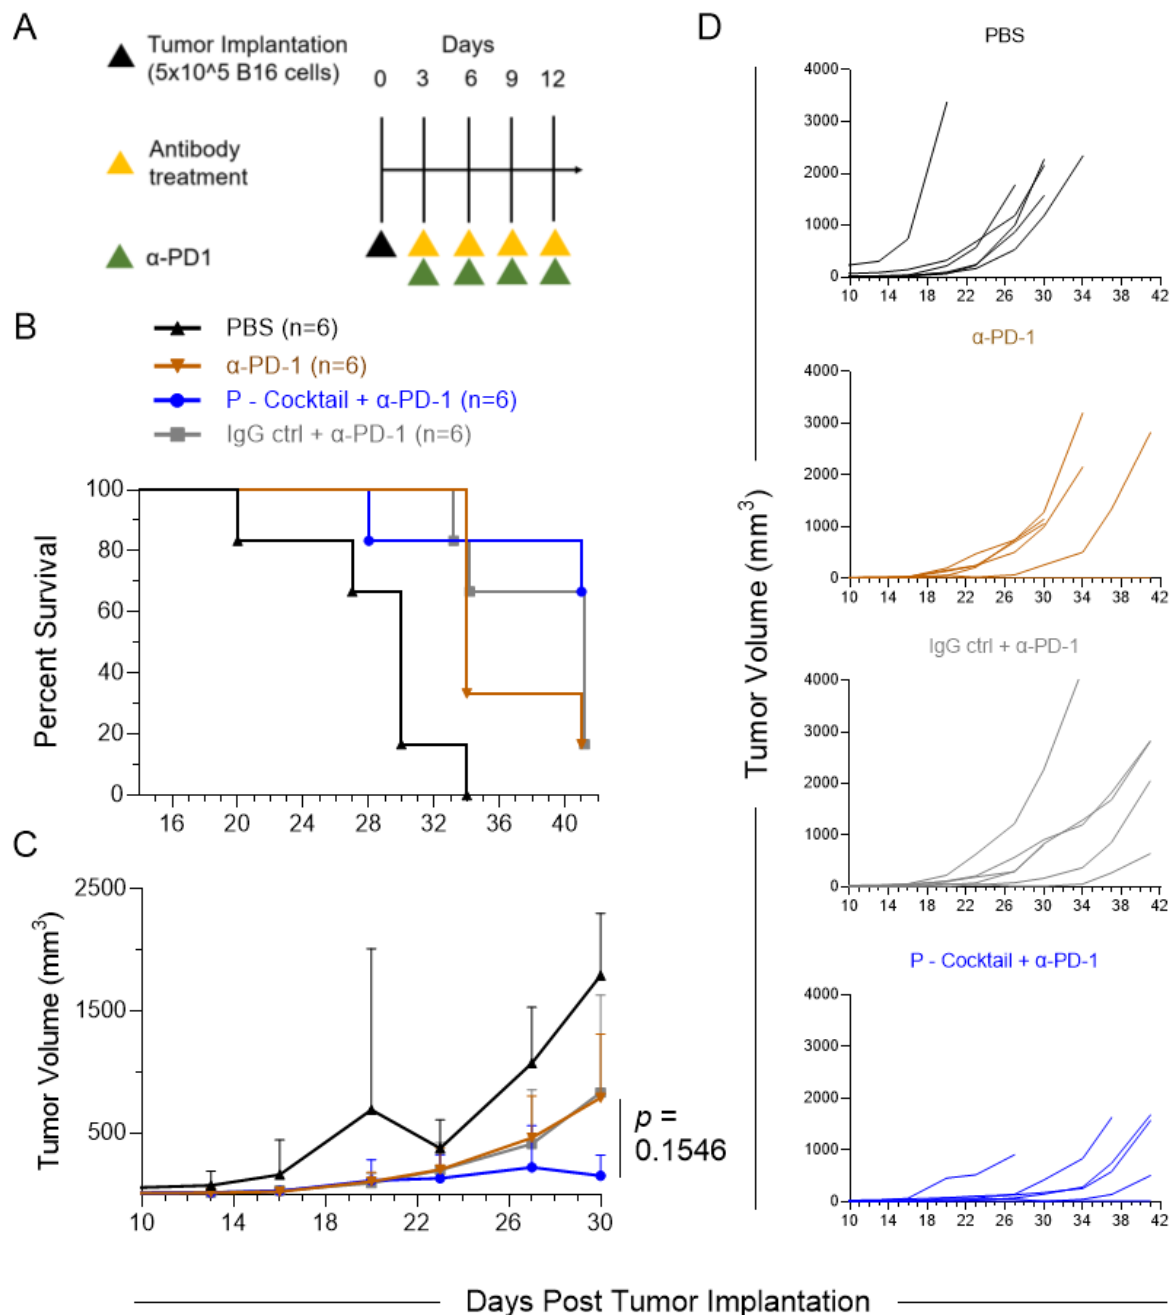 A
Tumor Implantation
(5x10^5 B16 cells)
Days
0 3 6 9 12
Antibody
treatment
α-PD1
B
PBS (n=6)
α-PD-1 (n=6)
P - Cocktail + α-PD-1 (n=6)
IgG ctrl + α-PD-1 (n=6)
Percent Survival
100
80
60
40
20
0
16 20 24 28 32 36 40
C
Tumor Volume (mm³)
2500
1500
500
10 14 18 22 26 30
p =
0.1546
D
Tumor Volume (mm³)
PBS
4000
3000
2000
1000
0
10 14 18 22 26 30 34 38 42
α-PD-1
4000
3000
2000
1000
0
10 14 18 22 26 30 34 38 42
IgG ctrl + α-PD-1
4000
3000
2000
1000
0
10 14 18 22 26 30 34 38 42
P - Cocktail + α-PD-1
4000
3000
2000
1000
0
10 14 18 22 26 30 34 38 42
Days Post Tumor Implantation